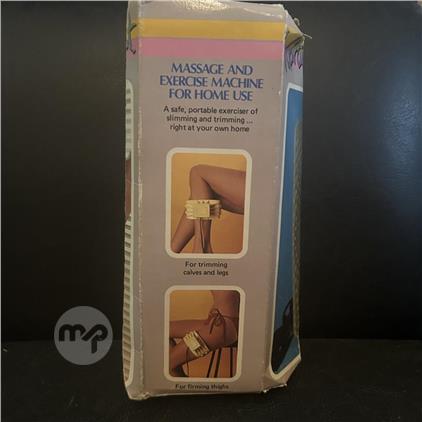 MASSAGE AND
EXERCISE MACHINE
FOR HOME USE
A safe, portable exerciser of
slimming and trimming ...
right at your own home
For trimming
calves and legs
For firming thighs
mp